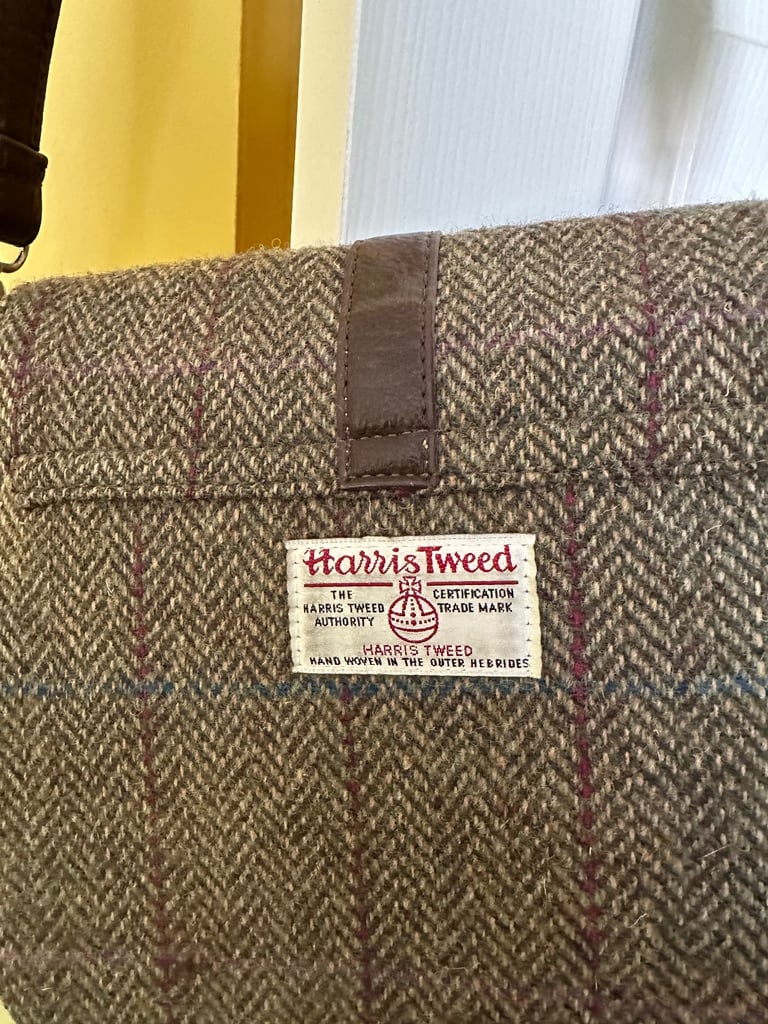 Harris Tweed
THE
HARRIS TWEED
AUTHORITY
CERTIFICATION
TRADE MARK
HARRIS TWEED
HAND WOVEN IN THE OUTER HEBRIDES